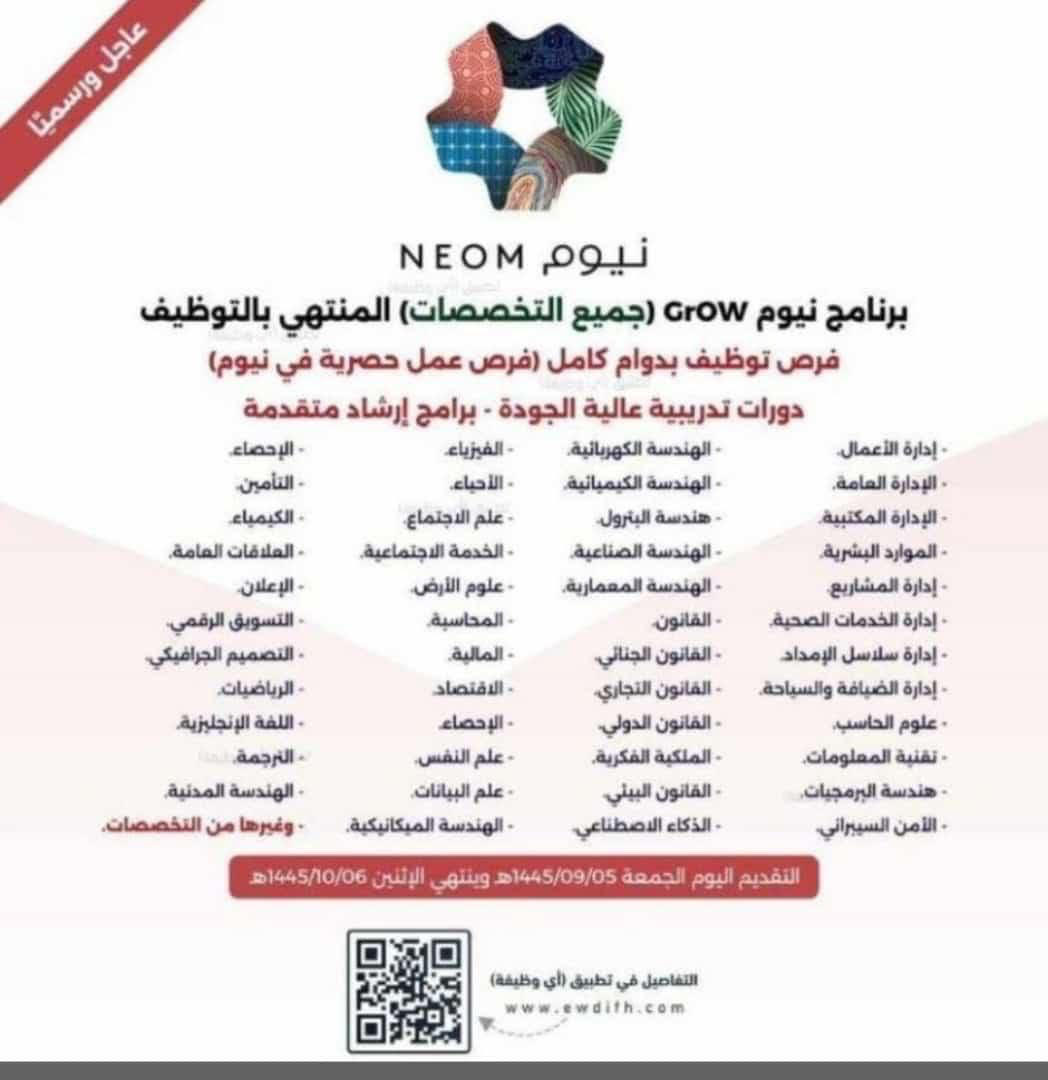 عاجل ورسميًا
NEOM نيوم
برنامج نيوم GrOW (جميع التخصصات) المنتهي بالتوظيف
فرص توظيف بدوام كامل (فرص عمل حصرية في نيوم)
دورات تدريبية عالية الجودة - برامج إرشاد متقدمة
- إدارة الأعمال.
- الإدارة العامة.
- الإدارة المكتبية.
- الموارد البشرية.
- إدارة المشاريع.
- إدارة الخدمات الصحية.
- إدارة سلاسل الإمداد.
- إدارة الضيافة والسياحة.
- علوم الحاسب.
- تقنية المعلومات.
- هندسة البرمجيات.
- الأمن السيبراني.
- الهندسة الكهربائية.
- الهندسة الكيميائية.
- هندسة البترول.
- الهندسة الصناعية.
- الهندسة المعمارية.
- القانون.
- القانون الجنائي.
- القانون التجاري.
- القانون الدولي.
- الملكية الفكرية.
- القانون البيئي.
- الذكاء الاصطناعي.
- الفيزياء.
- الأحياء.
- علم الاجتماع.
- الخدمة الاجتماعية.
- علوم الأرض.
- المحاسبة.
- المالية.
- الاقتصاد.
- الإحصاء.
- علم النفس.
- علم البيانات.
- الهندسة الميكانيكية.
- الإحصاء.
- التأمين.
- الكيمياء.
- العلاقات العامة.
- الإعلان.
- التسويق الرقمي.
- التصميم الجرافيكي.
- الرياضيات.
- اللغة الإنجليزية.
- الترجمة.
- الهندسة المدنية.
- وغيرها من التخصصات.
التقديم اليوم الجمعة 1445/09/05هـ وينتهي الإثنين 1445/10/06هـ
التفاصيل في تطبيق (أي وظيفة)
www.ewdifh.com